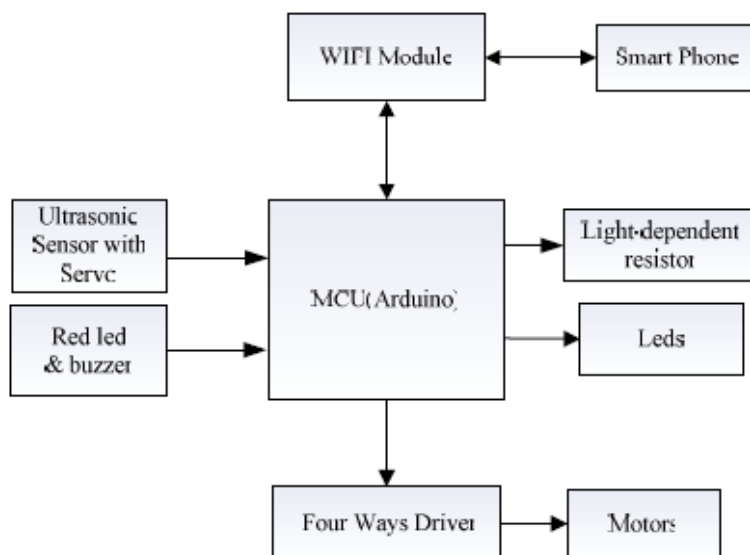 WIFI Module
Smart Phone
Ultrasonic
Sensor with
Servc
Red led
& buzzer
MCU(Arduino)
Light-dependent
resistor
Leds
Four Ways Driver
Motors